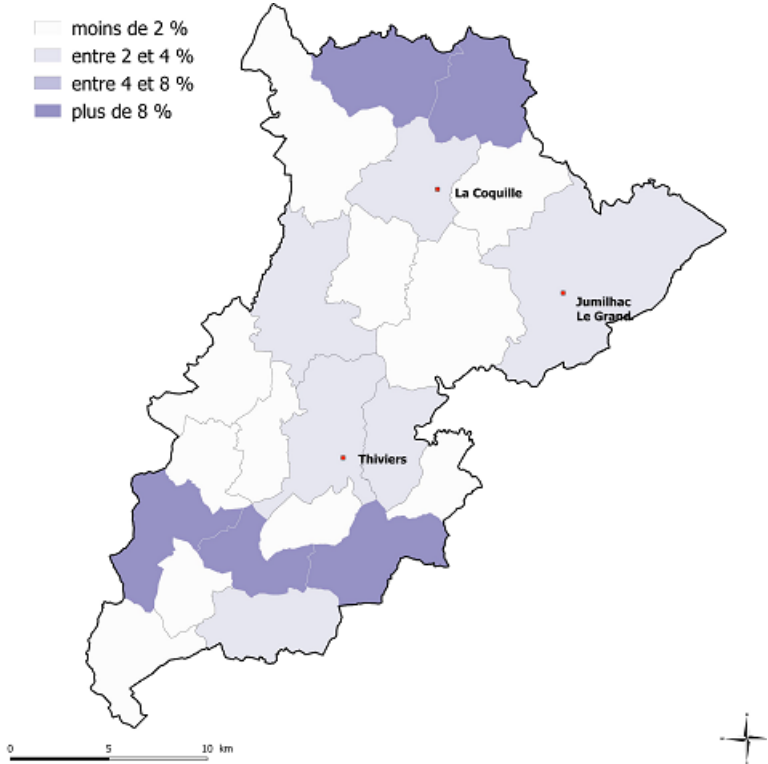 moins de 2 %
entre 2 et 4 %
entre 4 et 8 %
plus de 8 %
La Coquille
Jumilhac
Le Grand
Thiviers
0 5 10 km